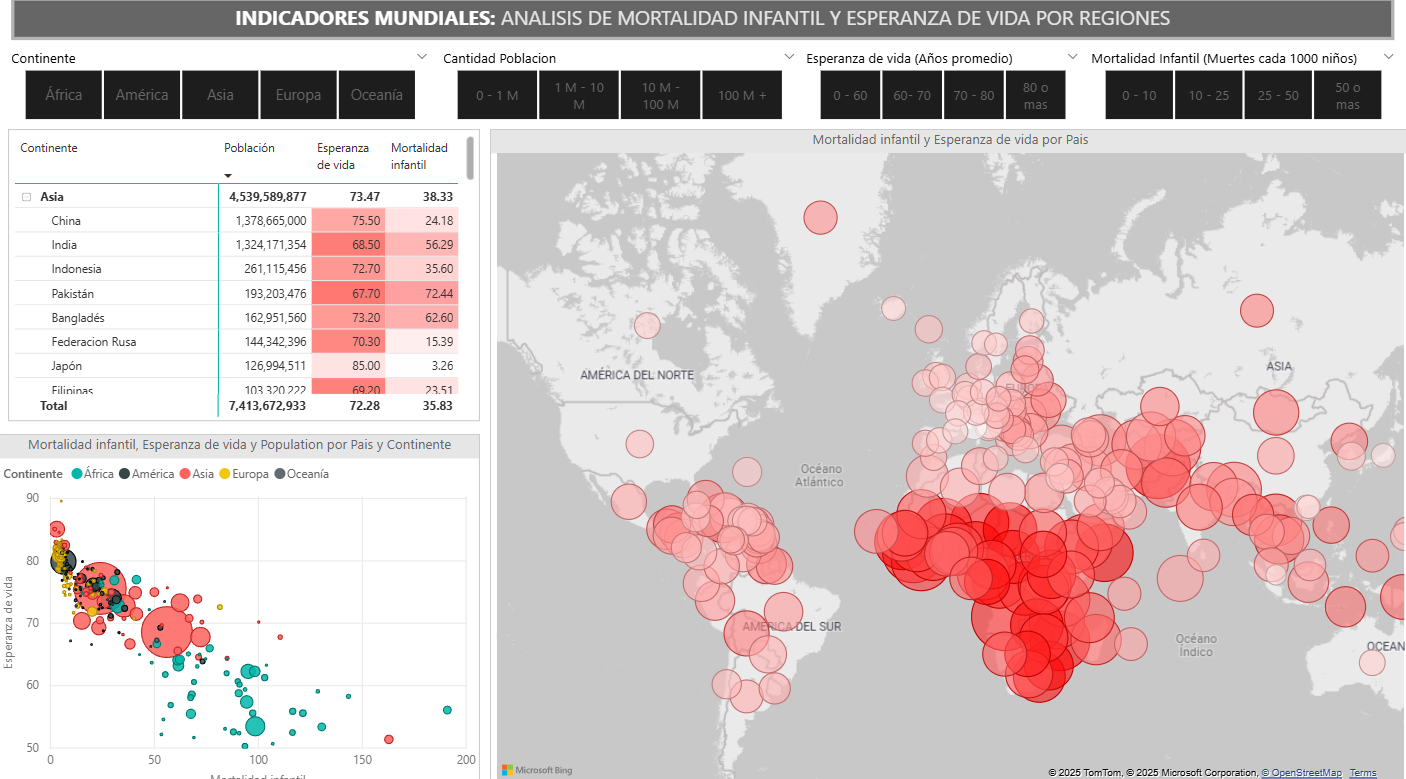 INDICADORES MUNDIALES: ANALISIS DE MORTALIDAD INFANTIL Y ESPERANZA DE VIDA POR REGIONES
Continente
África América Asia Europa Oceanía
Cantidad Poblacion
0 - 1 M 1 M - 10 M 10 M - 100 M 100 M +
Esperanza de vida (Años promedio)
0 - 60 60- 70 70 - 80 80 o mas
Mortalidad Infantil (Muertes cada 1000 niños)
0 - 10 10 - 25 25 - 50 50 o mas
Continente Población Esperanza de vida Mortalidad infantil
Asia 4,539,589,877 73.47 38.33
China 1,378,665,000 75.50 24.18
India 1,324,171,354 68.50 56.29
Indonesia 261,115,456 72.70 35.60
Pakistán 193,203,476 67.70 72.44
Bangladés 162,951,560 73.20 62.60
Federacion Rusa 144,342,396 70.30 15.39
Japón 126,994,511 85.00 3.26
Filipinas 103,320,222 69.20 23.51
Total 7,413,672,933 72.28 35.83
Mortalidad infantil, Esperanza de vida y Population por Pais y Continente
Continente África América Asia Europa Oceanía
Esperanza de vida
90
80
70
60
50
0 50 100 150 200
Mortalidad infantil
Mortalidad infantil y Esperanza de vida por Pais
AMÉRICA DEL NORTE
EUROPA
ASIA
Océano
Atlántico
AMÉRICA DEL SUR
Océano
Índico
OCEAN
Microsoft Bing
© 2025 TomTom, © 2025 Microsoft Corporation, © OpenStreetMap Terms